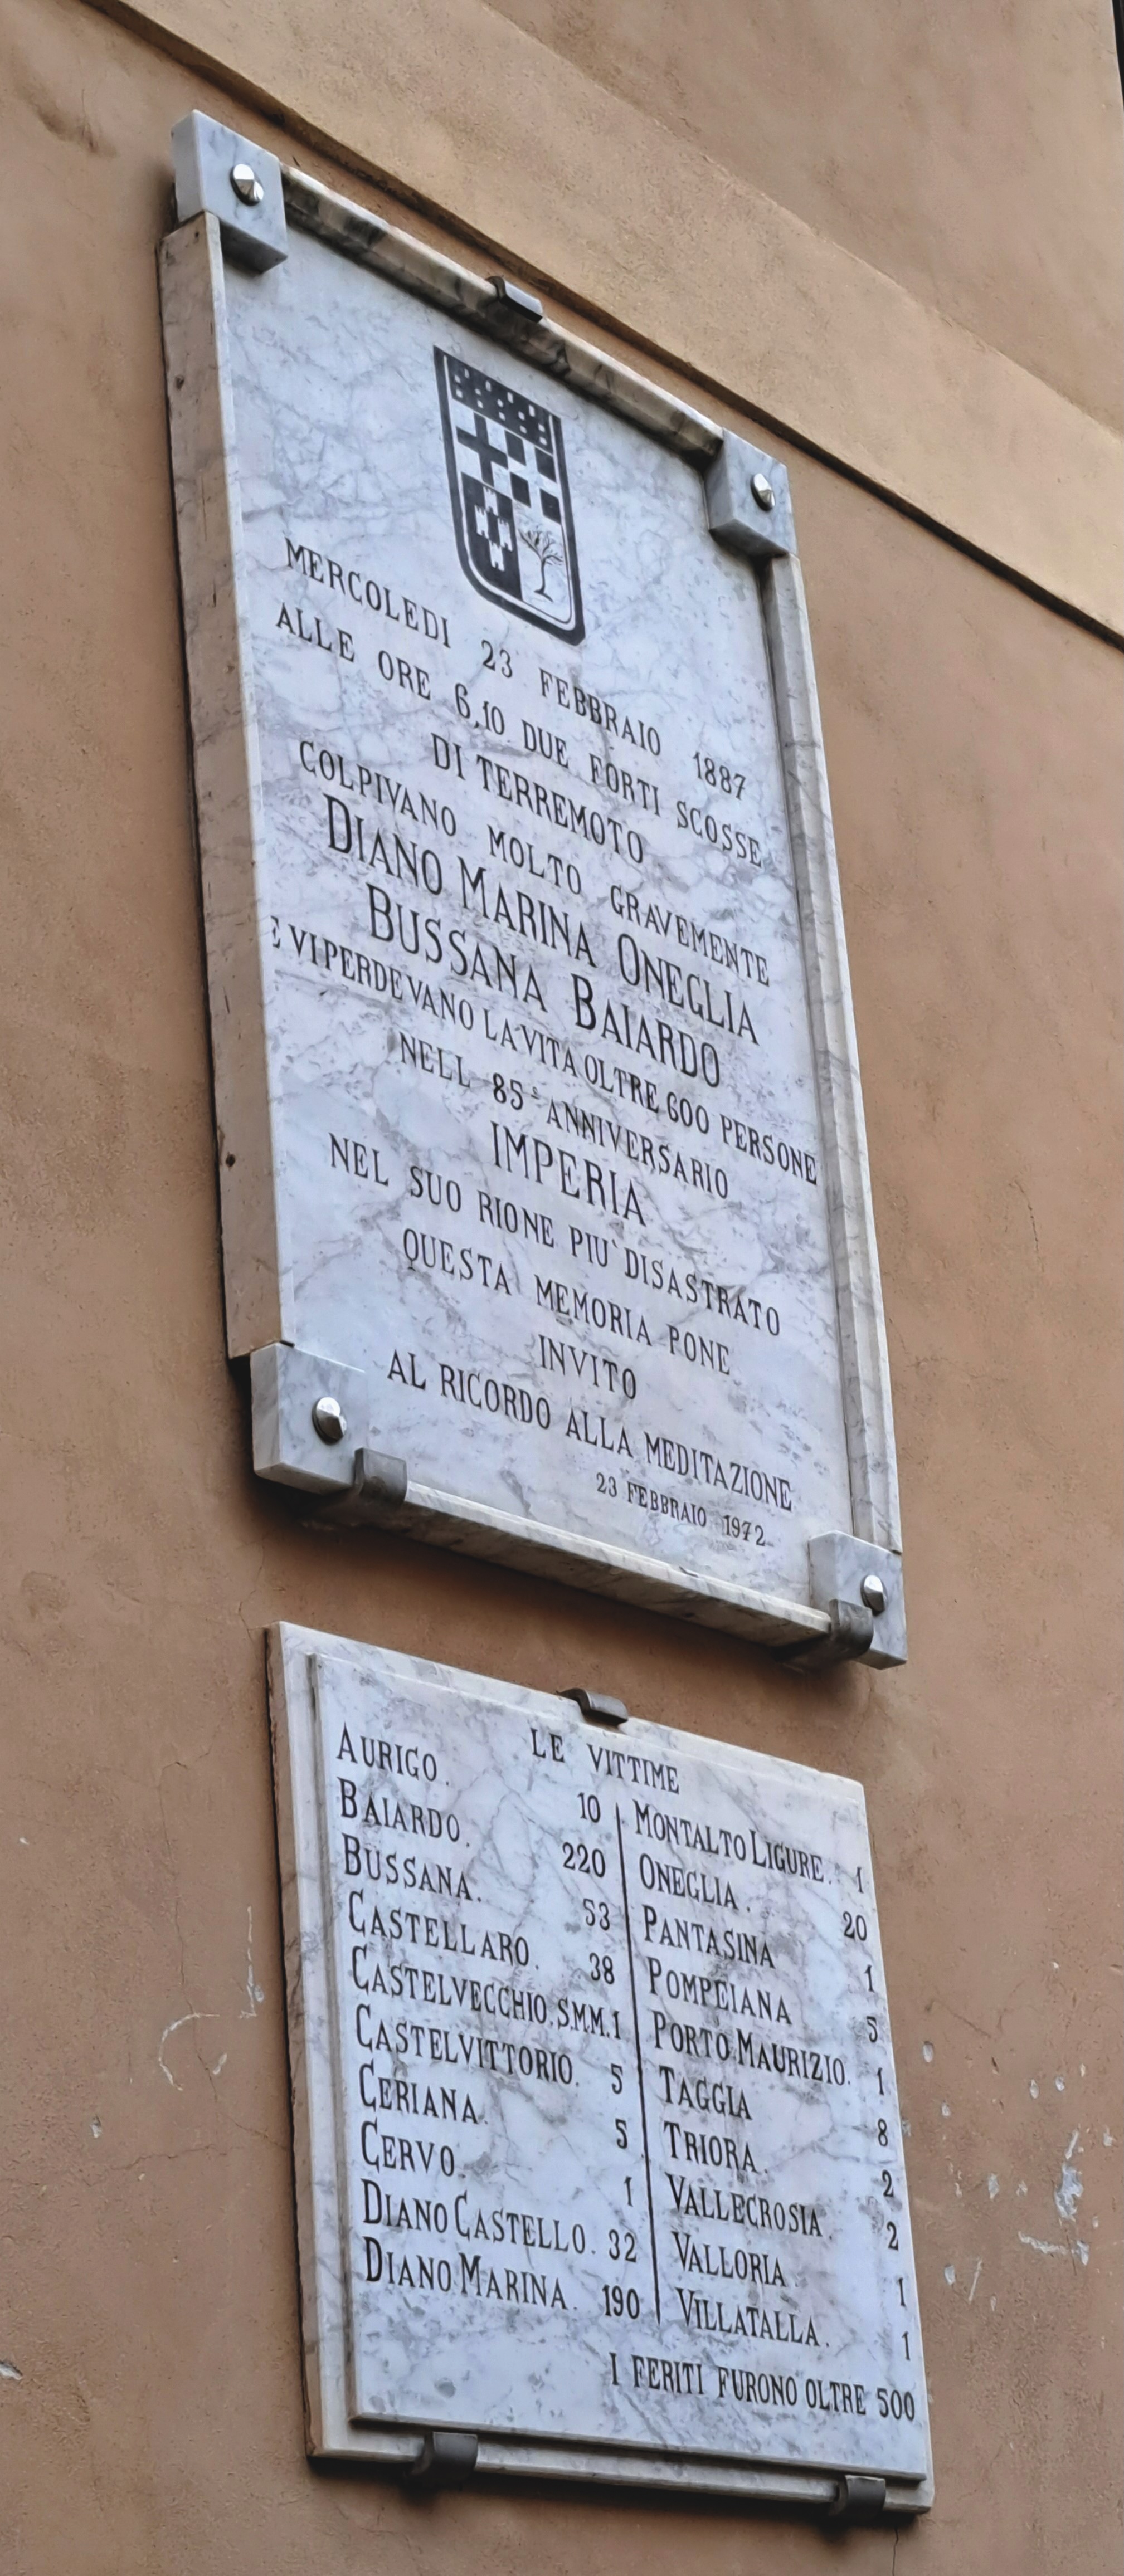 MERCOLEDI 23 FEBBRAIO 1887
ALLE ORE 6,10 DUE FORTI SCOSSE
DI TERREMOTO
COLPIVANO MOLTO GRAVEMENTE
DIANO MARINA ONEGLIA
BUSSANA BAIARDO
E VI PERDEVANO LA VITA OLTRE 600 PERSONE
NELL 85° ANNIVERSARIO
IMPERIA
NEL SUO RIONE PIU' DISASTRATO
QUESTA MEMORIA PONE
INVITO
AL RICORDO ALLA MEDITAZIONE
23 FEBBRAIO 1972
LE VITTIME
AURIGO. 10
BAIARDO. 220
BUSSANA. 53
CASTELLARO. 38
CASTELVECCHIO.S.M.M.1
CASTELVITTORIO. 5
CERIANA. 5
CERVO. 1
DIANO CASTELLO. 32
DIANO MARINA. 190
MONTALTO LIGURE. 1
ONEGLIA. 20
PANTASINA 1
POMPEIANA 5
PORTO MAURIZIO. 1
TAGGIA 8
TRIORA. 2
VALLECROSIA. 2
VALLORIA. 1
VILLATALLA. 1
I FERITI FURONO OLTRE 500